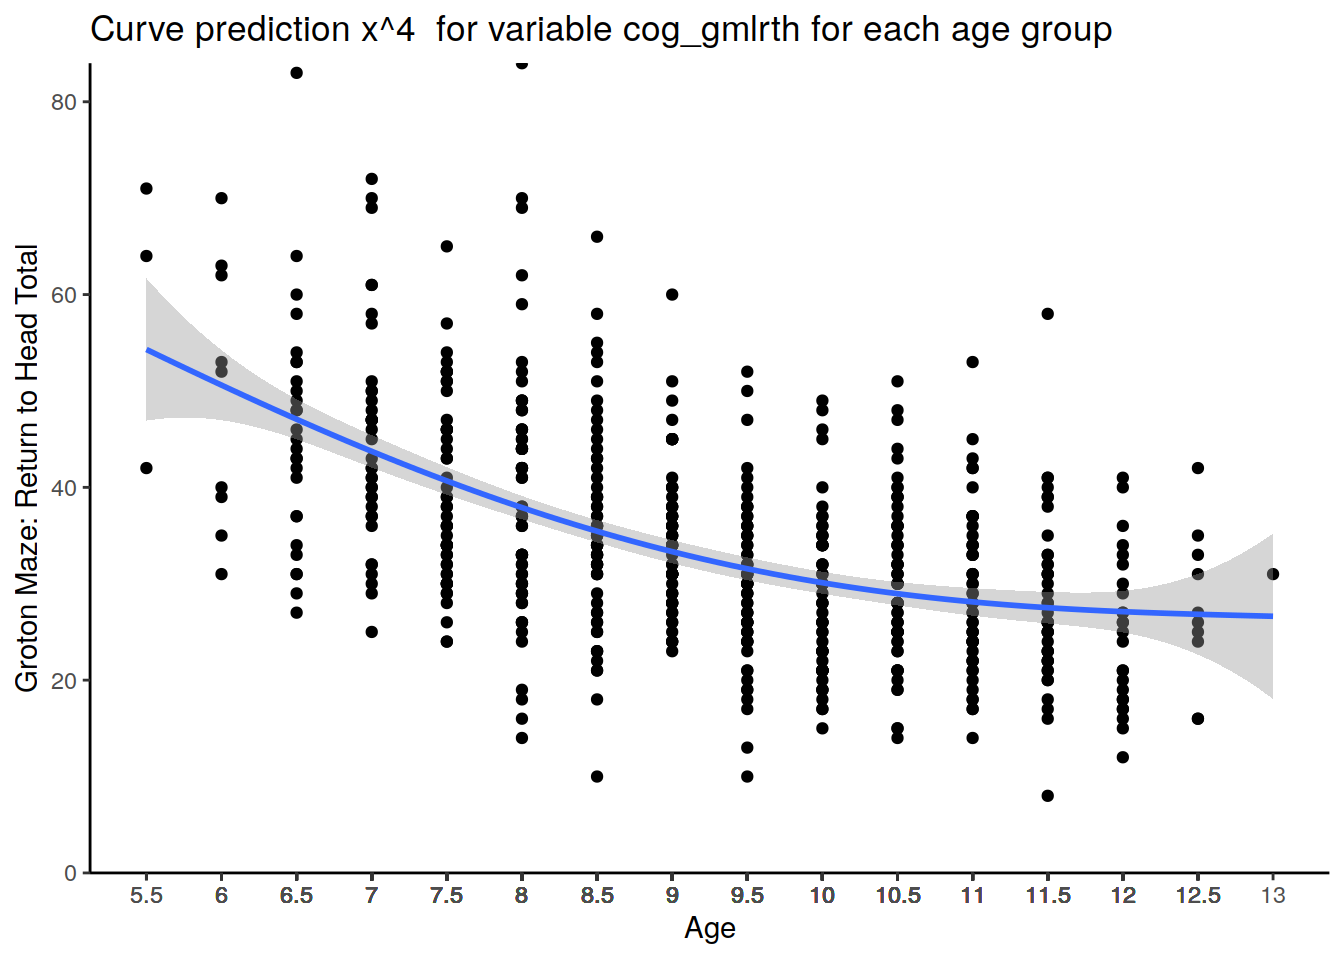 Curve prediction x^4  for variable cog_gmlrth for each age group
Groton Maze: Return to Head Total
80
60
40
20
0
5.5 6 6.5 7 7.5 8 8.5 9 9.5 10 10.5 11 11.5 12 12.5 13
Age